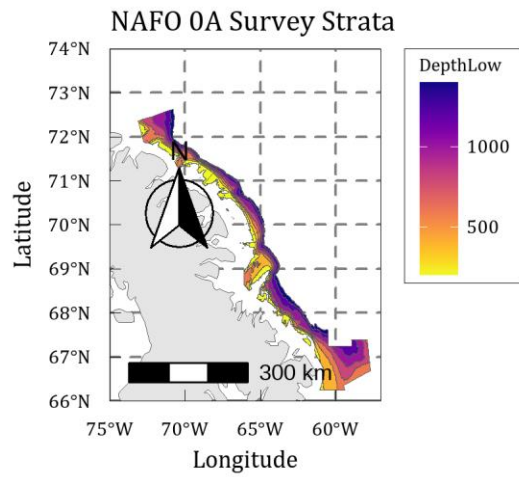 NAFO 0A Survey Strata
74°N
73°N
72°N
71°N
70°N
69°N
68°N
67°N
66°N
Latitude
N
300 km
75°W 70°W 65°W 60°W
Longitude
DepthLow
1000
500